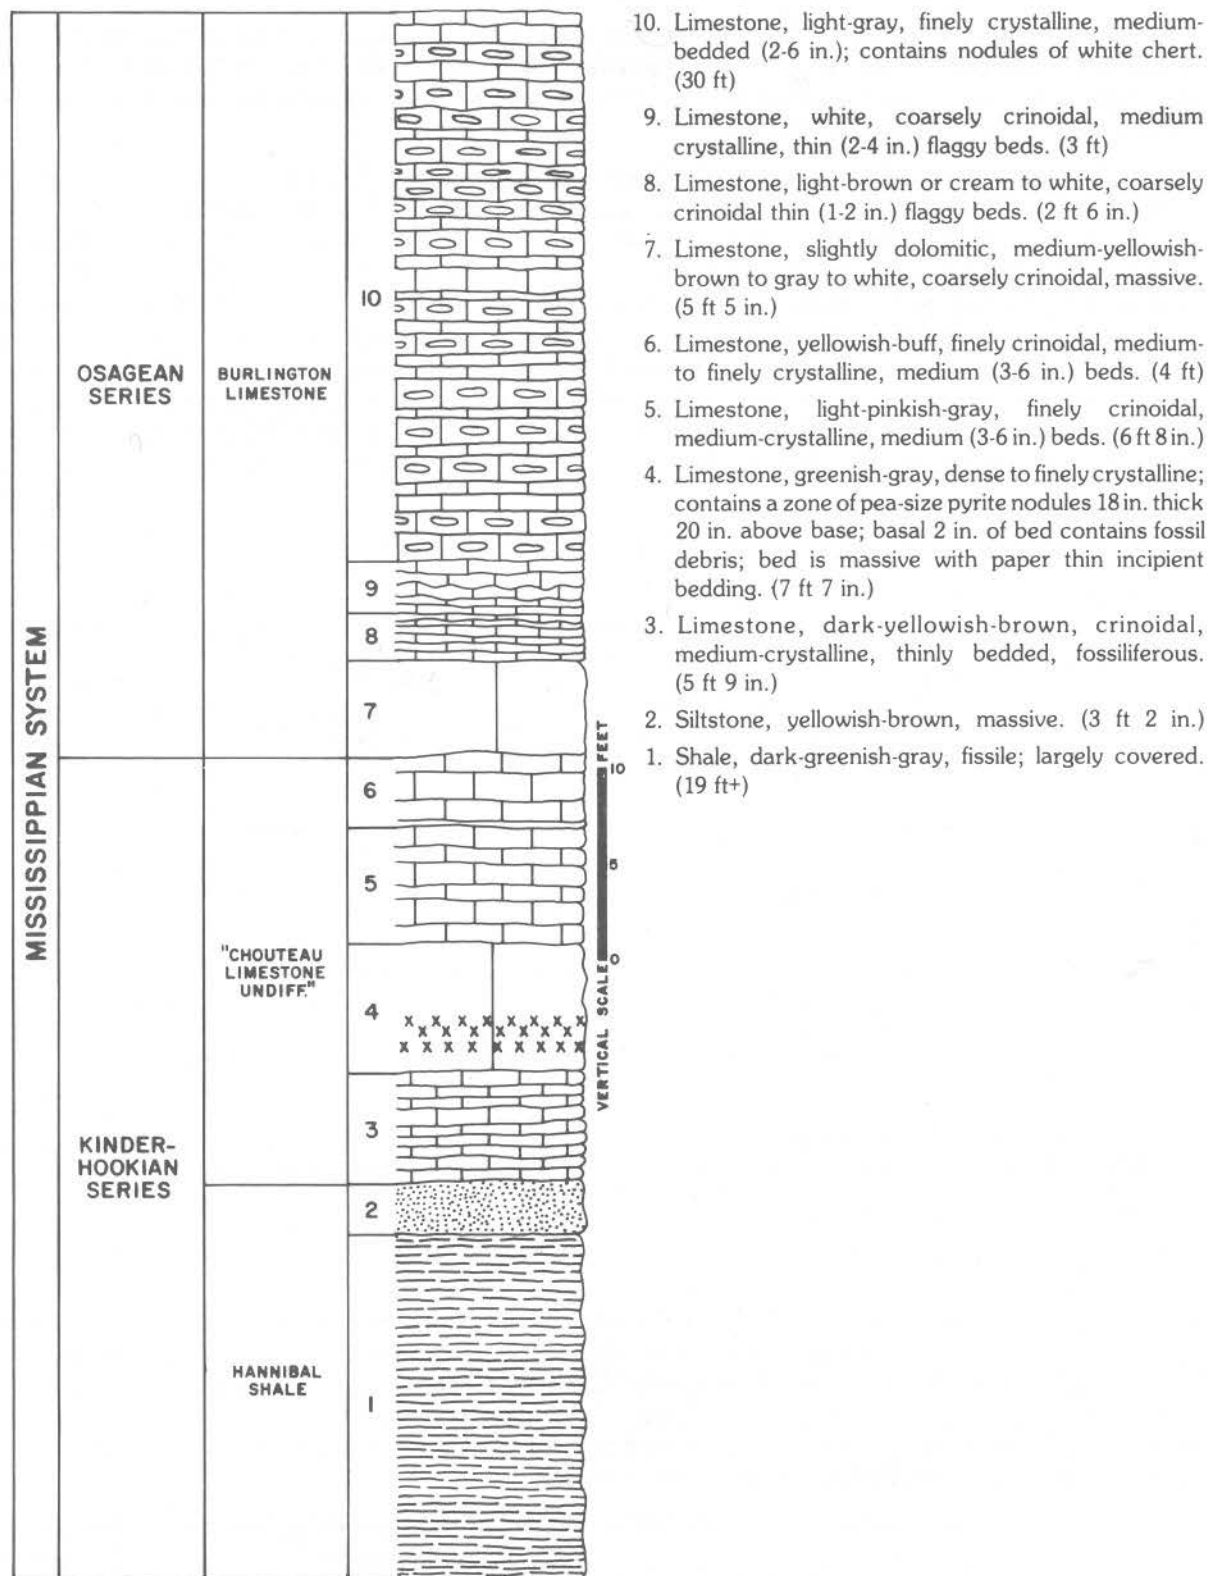 MISSISSIPPIAN SYSTEM
OSAGEAN
SERIES
KINDER-
HOOKIAN
SERIES
BURLINGTON
LIMESTONE
"CHOUTEAU
LIMESTONE
UNDIFF."
HANNIBAL
SHALE
10
9
8
7
6
5
4
3
2
1
VERTICAL SCALE
FEET
10
5
0
10. Limestone, light-gray, finely crystalline, medium-
bedded (2-6 in.); contains nodules of white chert.
(30 ft)
9. Limestone, white, coarsely crinoidal, medium
crystalline, thin (2-4 in.) flaggy beds. (3 ft)
8. Limestone, light-brown or cream to white, coarsely
crinoidal thin (1-2 in.) flaggy beds. (2 ft 6 in.)
7. Limestone, slightly dolomitic, medium-yellowish-
brown to gray to white, coarsely crinoidal, massive.
(5 ft 5 in.)
6. Limestone, yellowish-buff, finely crinoidal, medium-
to finely crystalline, medium (3-6 in.) beds. (4 ft)
5. Limestone, light-pinkish-gray, finely crinoidal,
medium-crystalline, medium (3-6 in.) beds. (6 ft 8 in.)
4. Limestone, greenish-gray, dense to finely crystalline;
contains a zone of pea-size pyrite nodules 18 in. thick
20 in. above base; basal 2 in. of bed contains fossil
debris; bed is massive with paper thin incipient
bedding. (7 ft 7 in.)
3. Limestone, dark-yellowish-brown, crinoidal,
medium-crystalline, thinly bedded, fossiliferous.
(5 ft 9 in.)
2. Siltstone, yellowish-brown, massive. (3 ft 2 in.)
1. Shale, dark-greenish-gray, fissile; largely covered.
(19 ft+)